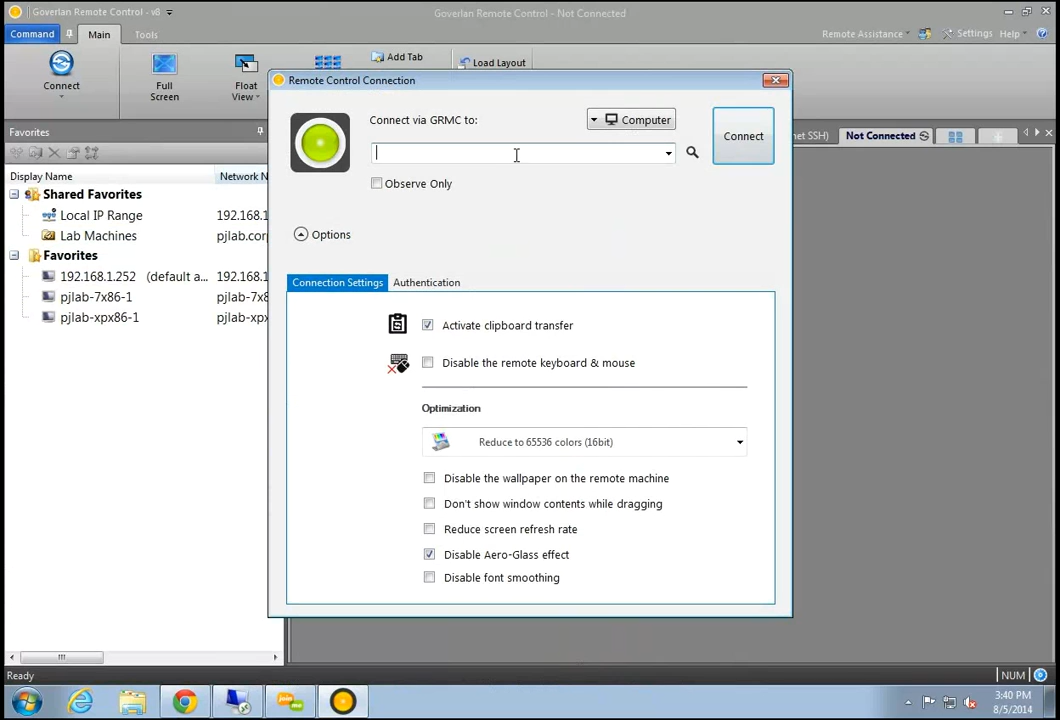 Goverlan Remote Control - v8
Goverlan Remote Control - Not Connected
Command Main Tools
Remote Assistance Settings Help
Connect
Full Screen
Float View
Add Tab
Load Layout
Remote Control Connection
Connect via GRMC to:
Computer
Connect
Observe Only
Options
Connection Settings Authentication
Activate clipboard transfer
Disable the remote keyboard & mouse
Optimization
Reduce to 65536 colors (16bit)
Disable the wallpaper on the remote machine
Don't show window contents while dragging
Reduce screen refresh rate
Disable Aero-Glass effect
Disable font smoothing
Favorites
Display Name Network N
Shared Favorites
Local IP Range 192.168.1
Lab Machines pjlab.corp
Favorites
192.168.1.252 (default a... 192.168.1
pjlab-7x86-1 pjlab-7x8
pjlab-xpx86-1 pjlab-xpx
net SSH) Not Connected
Ready
NUM
3:40 PM
8/5/2014